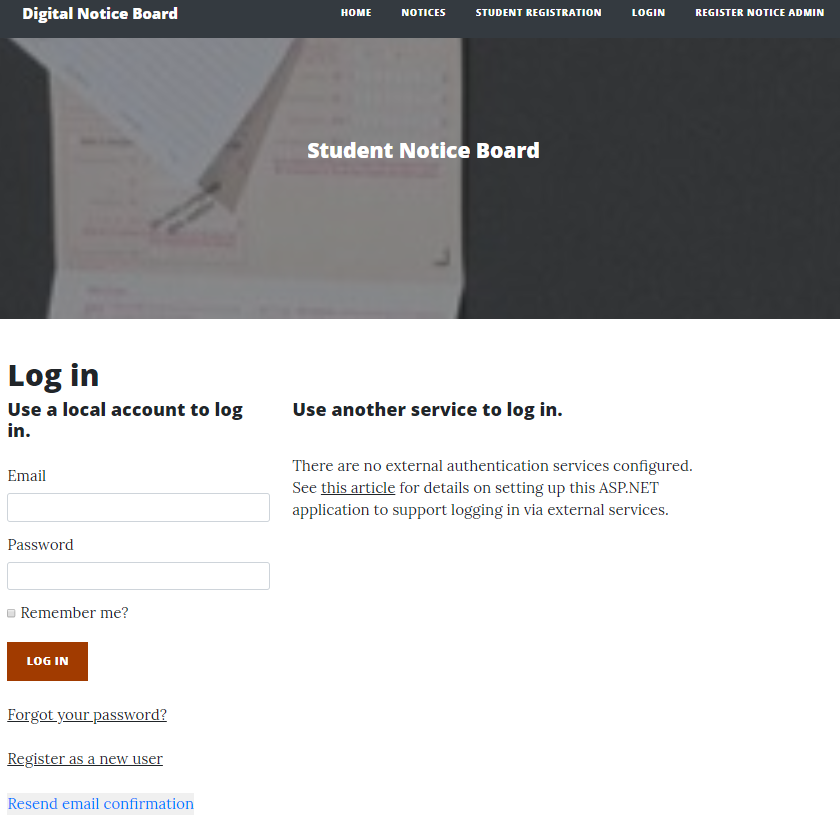 Digital Notice Board
HOME NOTICES STUDENT REGISTRATION LOGIN REGISTER NOTICE ADMIN
Student Notice Board
Log in
Use a local account to log
in.
Email
Password
Remember me?
LOG IN
Forgot your password?
Register as a new user
Resend email confirmation
Use another service to log in.
There are no external authentication services configured.
See this article for details on setting up this ASP.NET
application to support logging in via external services.